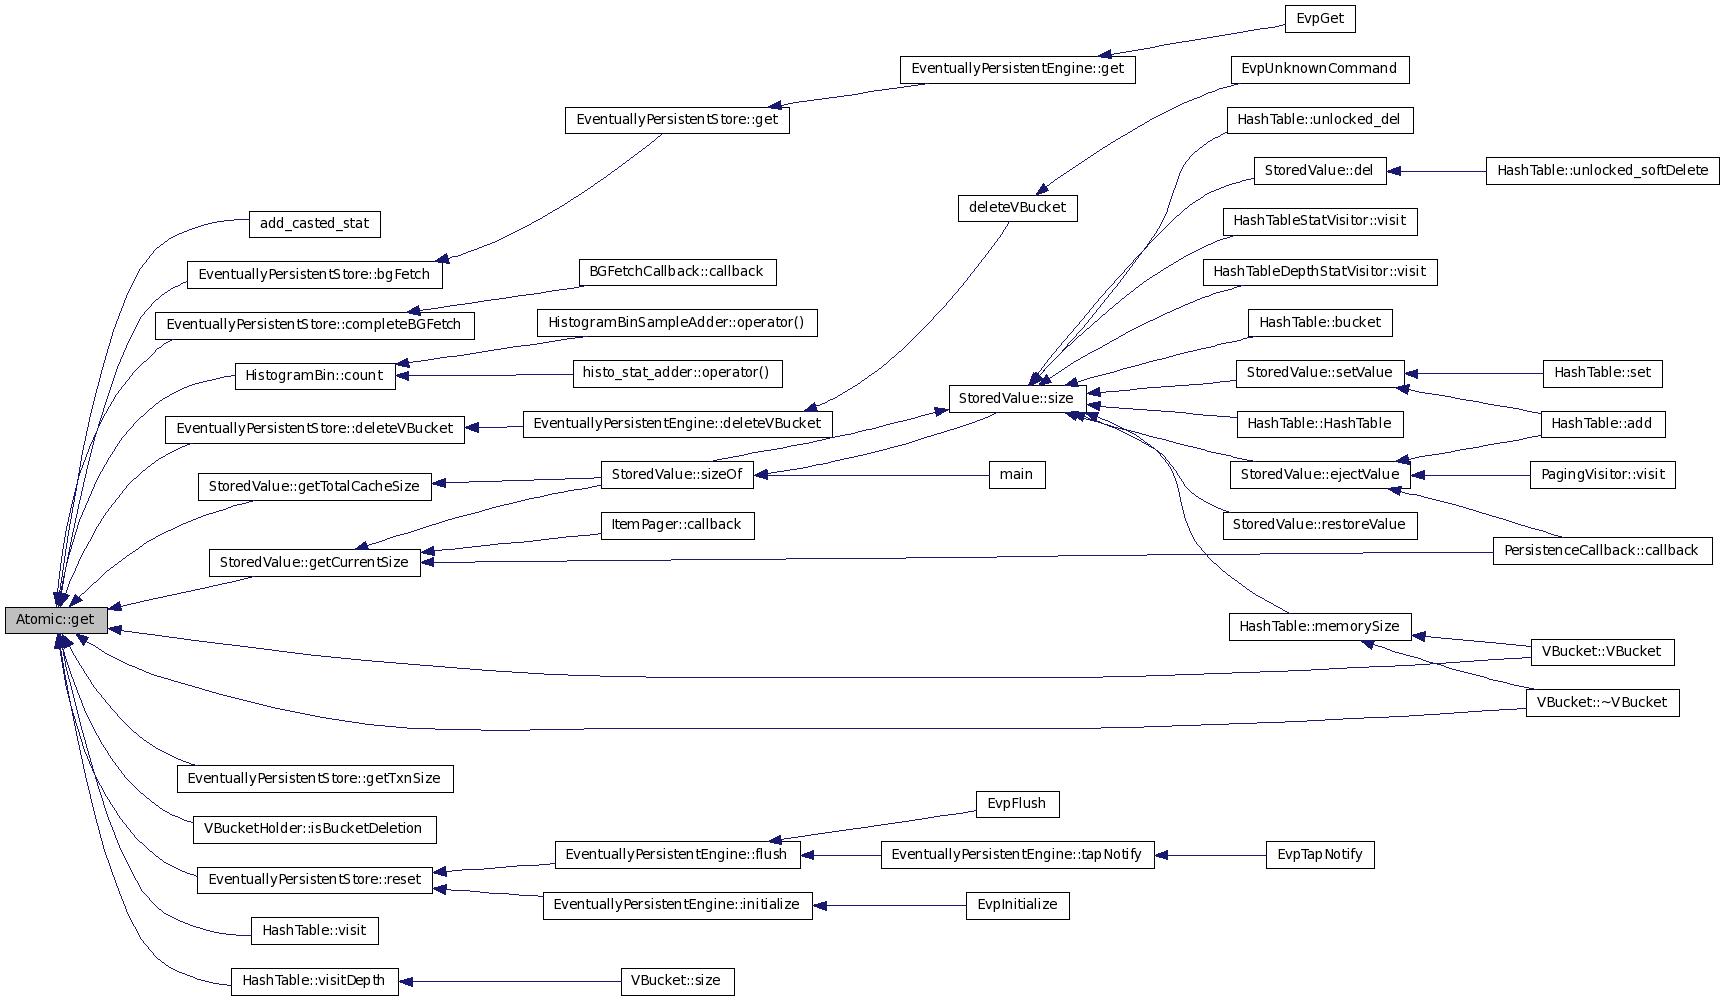 EvpGet
EventuallyPersistentEngine::get
EvpUnknownCommand
EventuallyPersistentStore::get
HashTable::unlocked_del
StoredValue::del
HashTable::unlocked_softDelete
deleteVBucket
add_casted_stat
HashTableStatVisitor::visit
EventuallyPersistentStore::bgFetch
BGFetchCallback::callback
HashTableDepthStatVisitor::visit
EventuallyPersistentStore::completeBGFetch
HistogramBinSampleAdder::operator()
HashTable::bucket
HistogramBin::count
histo_stat_adder::operator()
StoredValue::setValue
HashTable::set
StoredValue::size
EventuallyPersistentStore::deleteVBucket
EventuallyPersistentEngine::deleteVBucket
HashTable::HashTable
HashTable::add
StoredValue::getTotalCacheSize
StoredValue::sizeOf
main
StoredValue::ejectValue
PagingVisitor::visit
ItemPager::callback
StoredValue::restoreValue
StoredValue::getCurrentSize
PersistenceCallback::callback
Atomic::get
HashTable::memorySize
VBucket::VBucket
VBucket::~VBucket
EventuallyPersistentStore::getTxnSize
EvpFlush
VBucketHolder::isBucketDeletion
EventuallyPersistentEngine::flush
EventuallyPersistentEngine::tapNotify
EvpTapNotify
EventuallyPersistentStore::reset
EventuallyPersistentEngine::initialize
EvpInitialize
HashTable::visit
HashTable::visitDepth
VBucket::size